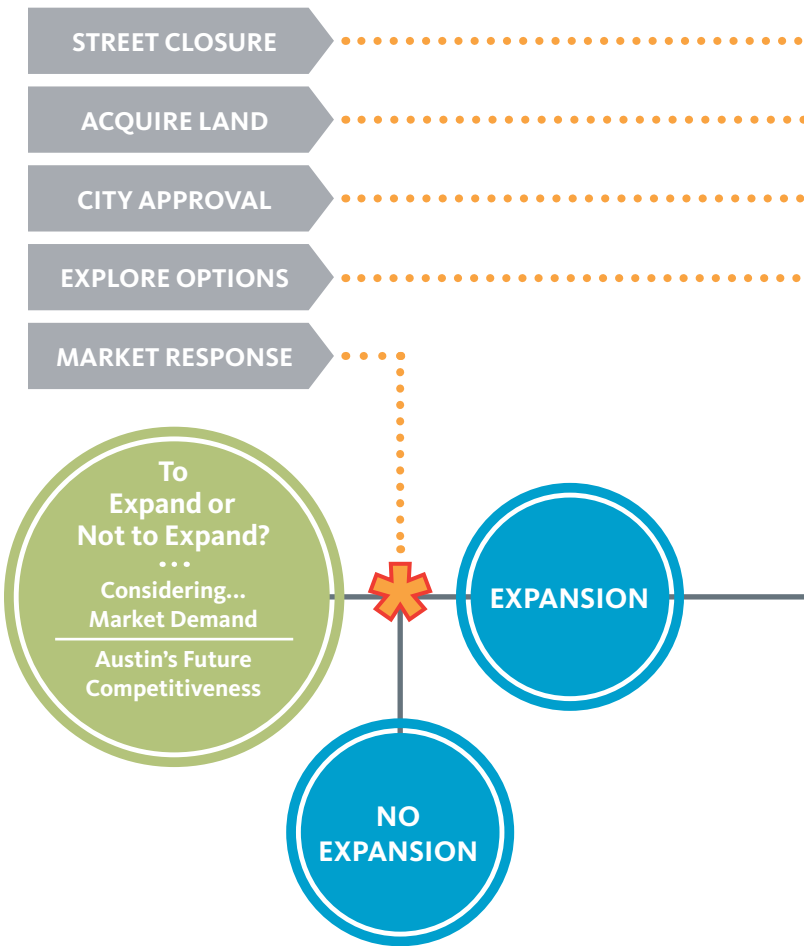 STREET CLOSURE
ACQUIRE LAND
CITY APPROVAL
EXPLORE OPTIONS
MARKET RESPONSE
To
Expand or
Not to Expand?
...
Considering...
Market Demand
Austin's Future
Competitiveness
EXPANSION
NO
EXPANSION